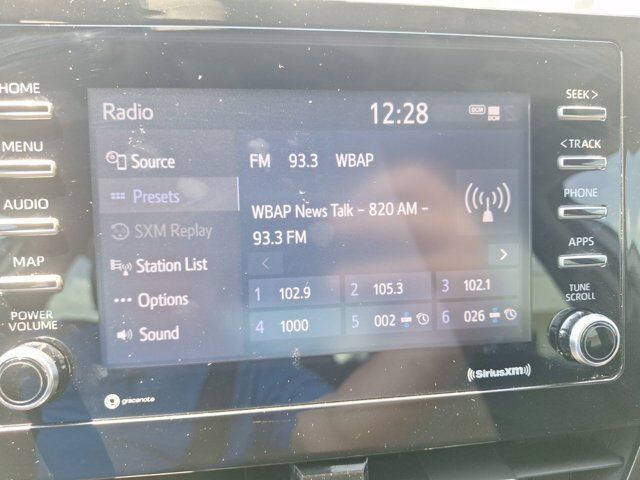 HOME
MENU
AUDIO
MAP
POWER
VOLUME
Radio
12:28
DCM
DCM
Source
Presets
SXM Replay
Station List
Options
Sound
FM 93.3 WBAP
WBAP News Talk - 820 AM -
93.3 FM
1 102.9
2 105.3
3 102.1
4 1000
5 002
6 026
SEEK >
< TRACK
PHONE
APPS
TUNE
SCROLL
gracenote
SiriusXM